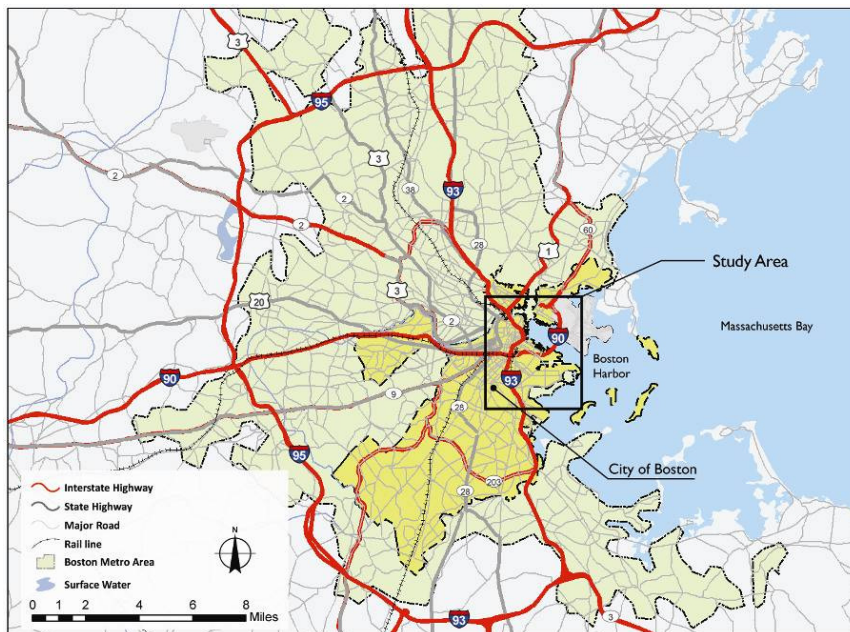 3
95
3
2
93
38
2
2
28
1
60
Study Area
20
3
2
90
Massachusetts Bay
Boston
Harbor
90
93
9
28
City of Boston
95
203
28
Interstate Highway
State Highway
Major Road
Rail line
Boston Metro Area
Surface Water
N
0 2 4 6 8
Miles
93
3